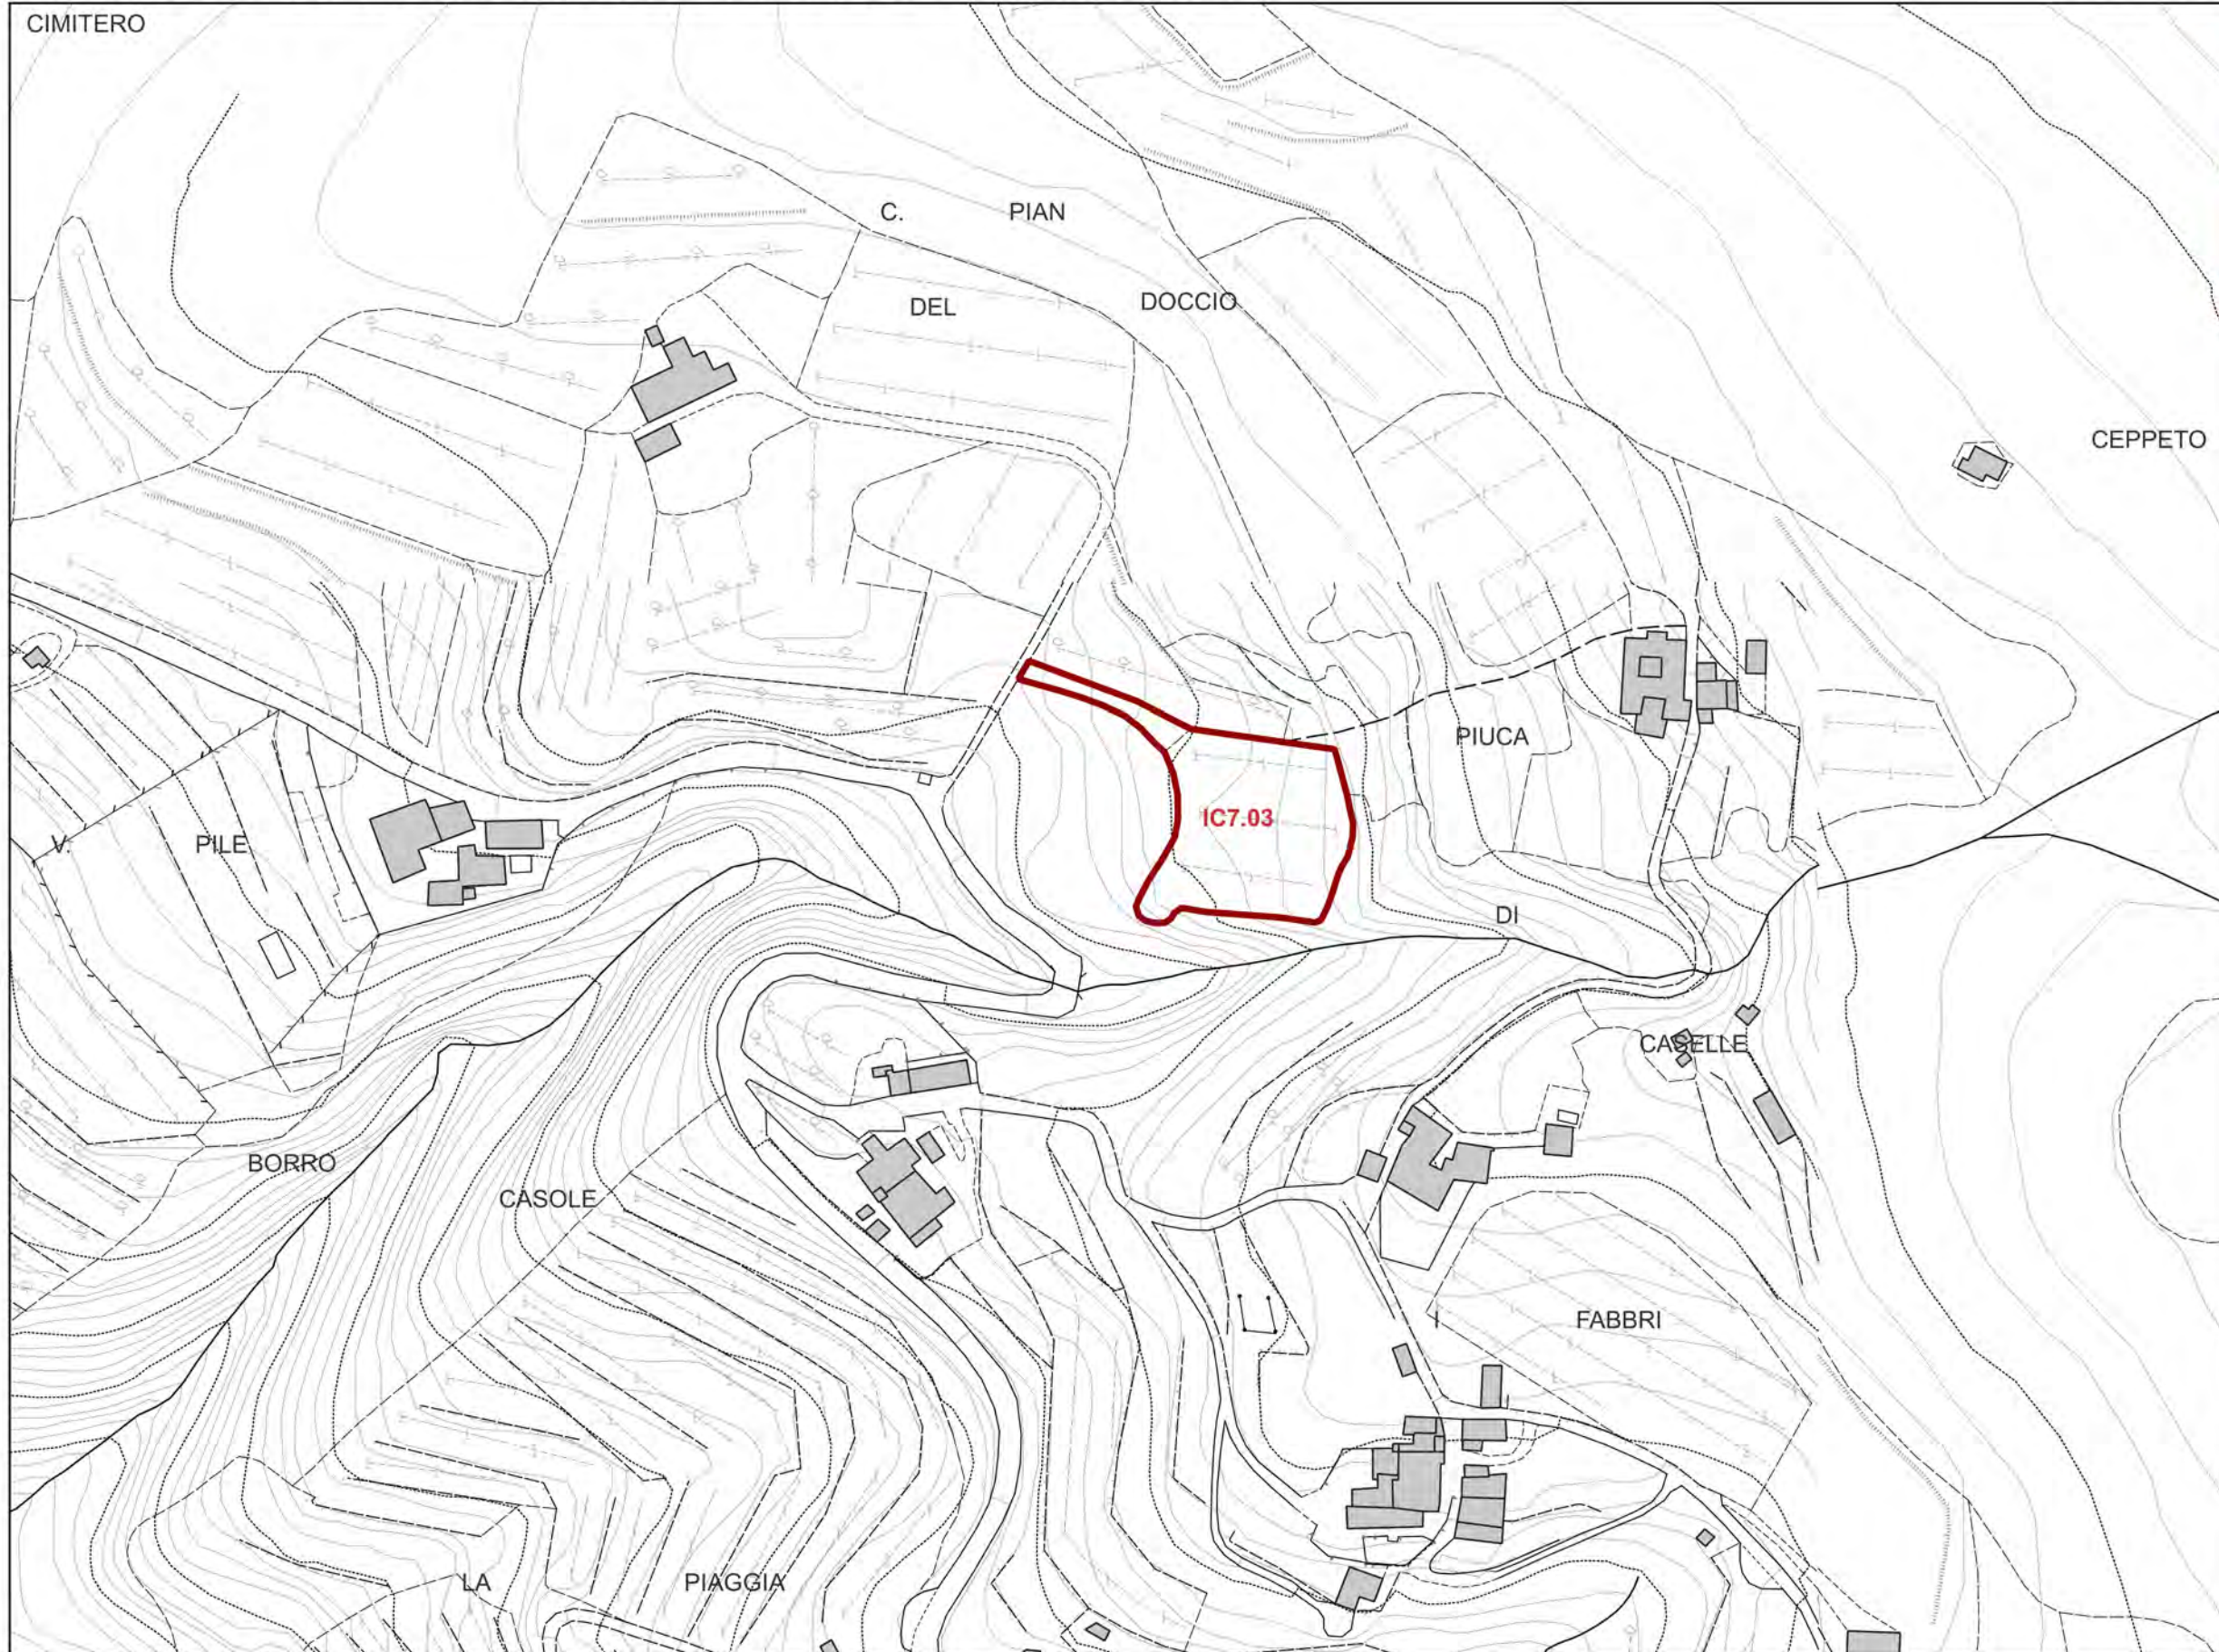 CIMITERO
C. PIAN
DEL DOCCIO
CEPPETO
PIUCA
IC7.03
V. PILE
DI
CASELLE
BORRO
CASOLE
I FABBRI
LA PIAGGIA